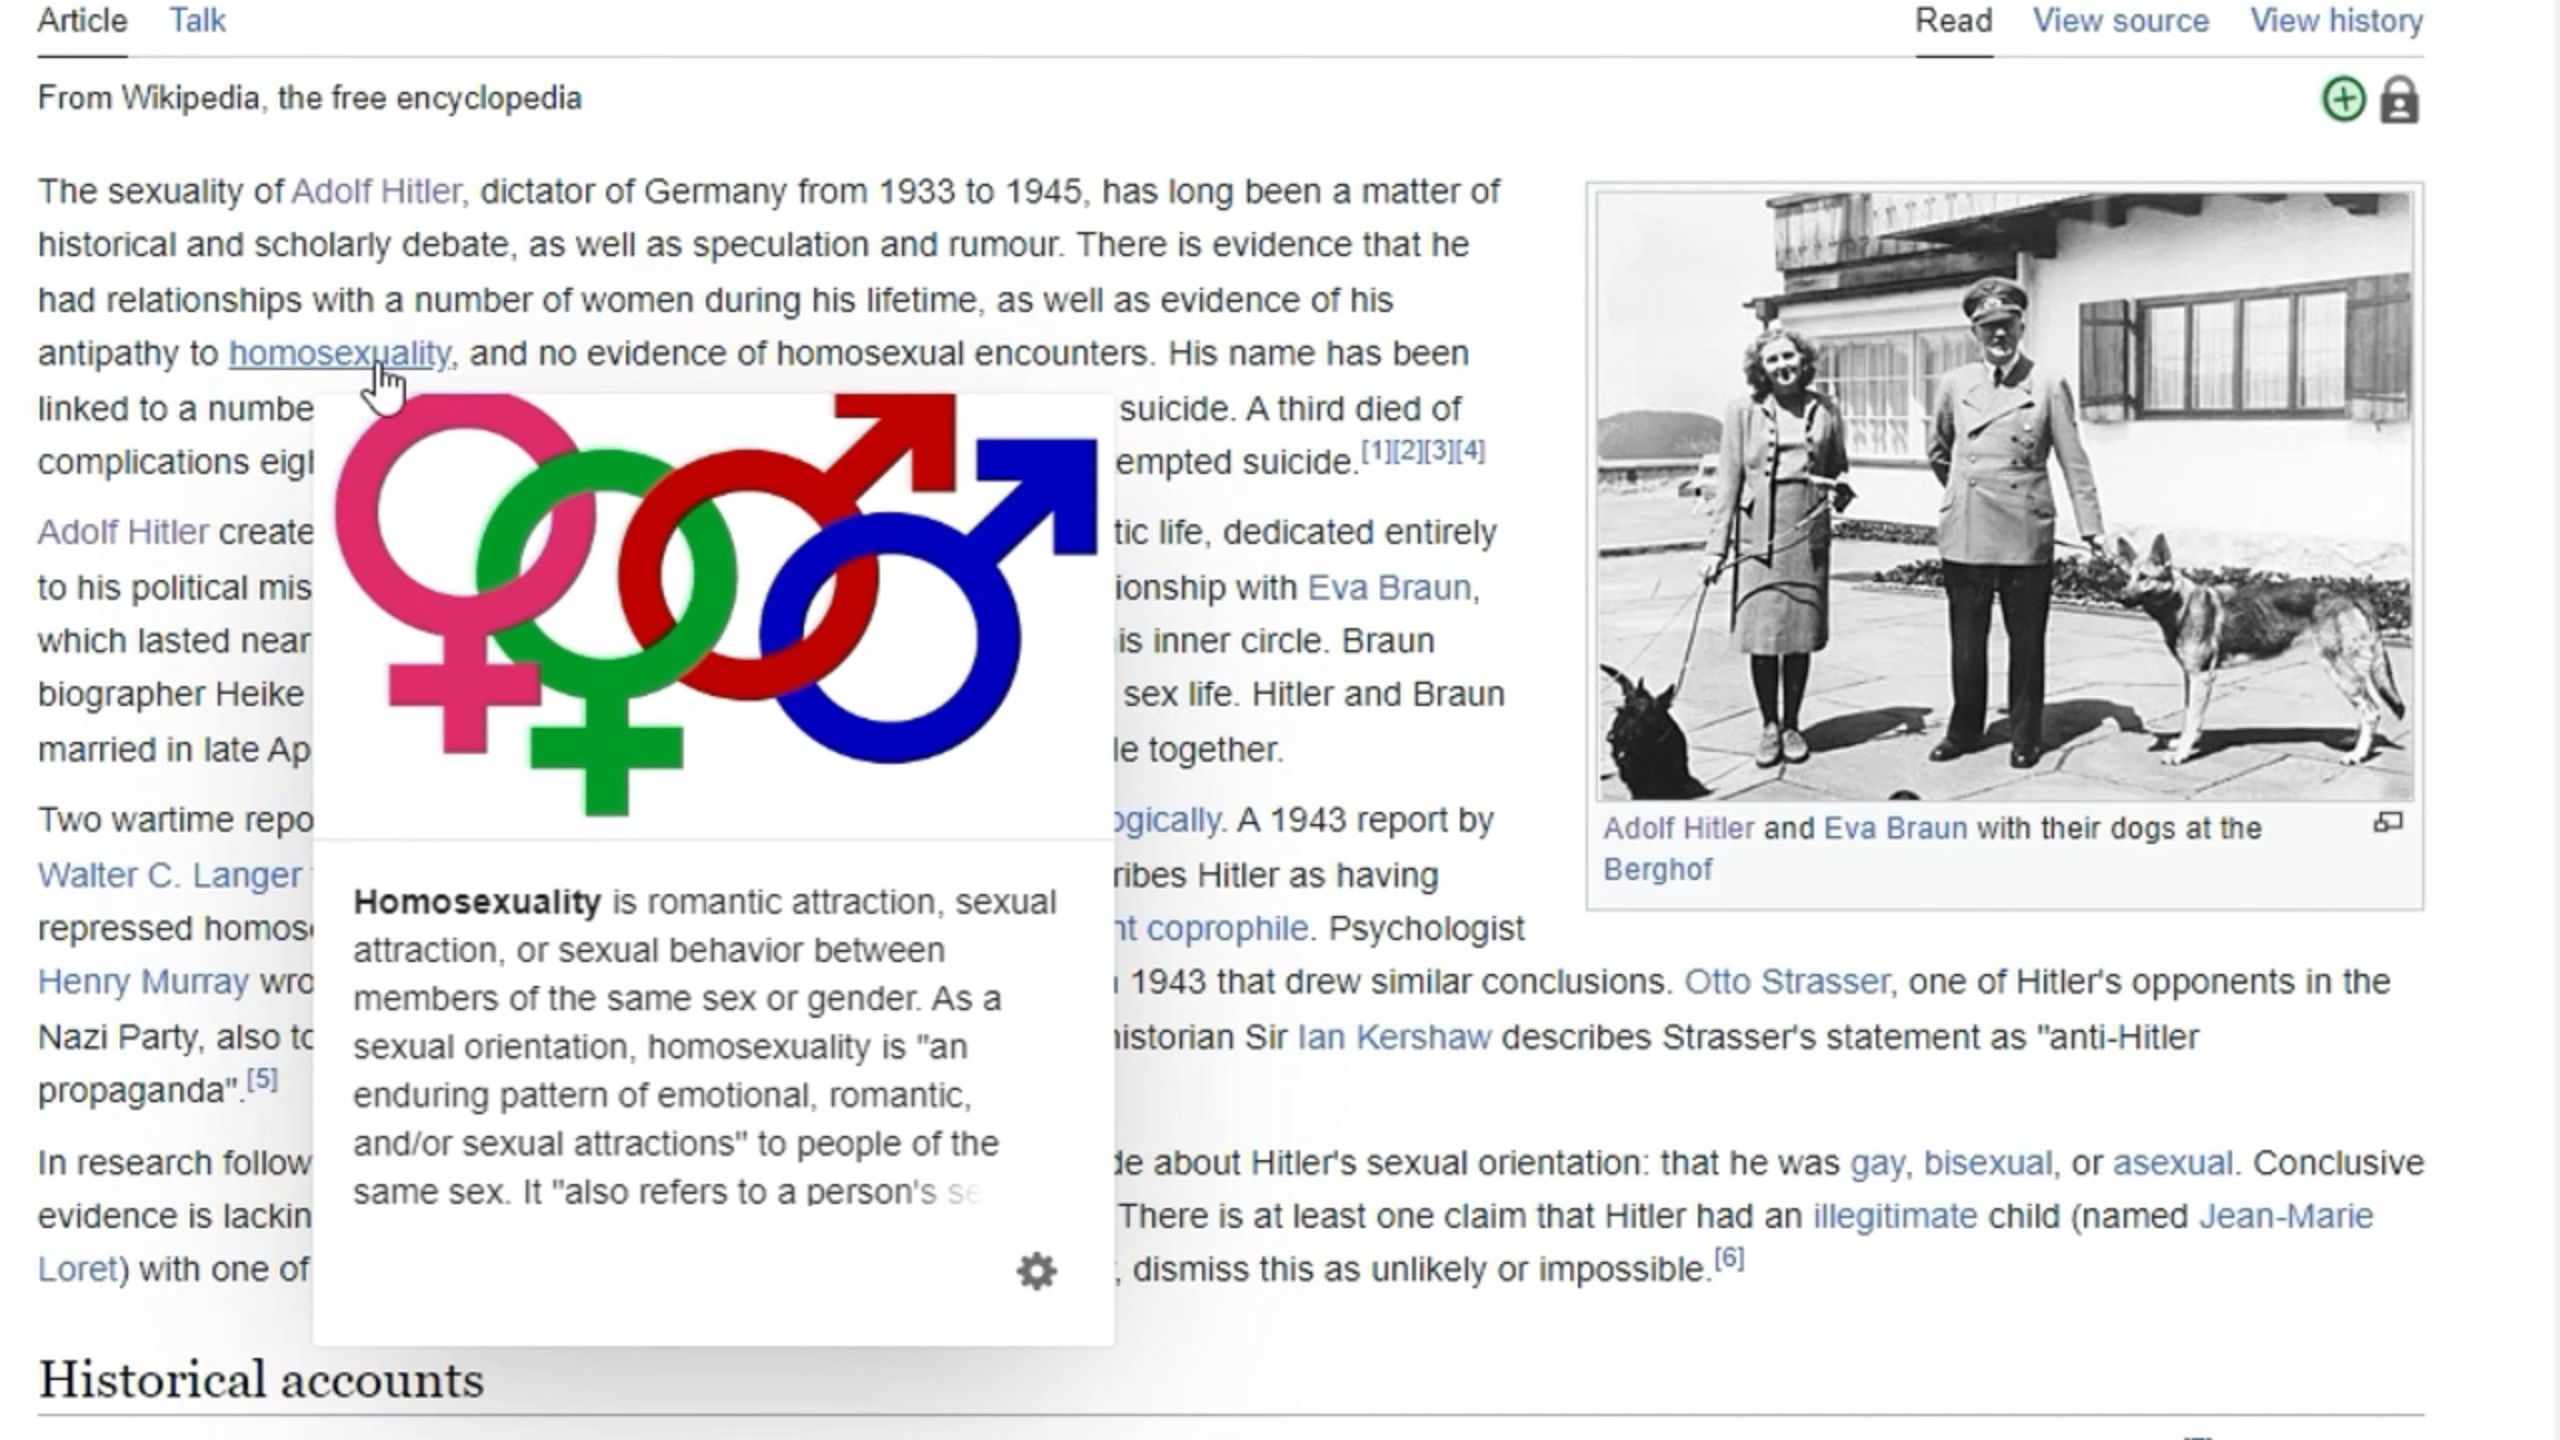 Article Talk Read View source View history
From Wikipedia, the free encyclopedia
The sexuality of Adolf Hitler, dictator of Germany from 1933 to 1945, has long been a matter of
historical and scholarly debate, as well as speculation and rumour. There is evidence that he
had relationships with a number of women during his lifetime, as well as evidence of his
antipathy to homosexuality, and no evidence of homosexual encounters. His name has been
linked to a numbe suicide. A third died of
complications eigh empted suicide.[1][2][3][4]
Adolf Hitler create tic life, dedicated entirely
to his political mis ionship with Eva Braun,
which lasted near is inner circle. Braun
biographer Heike sex life. Hitler and Braun
married in late Ap le together.
Two wartime repo ogically. A 1943 report by
Walter C. Langer ribes Hitler as having
repressed homos nt coprophile. Psychologist
Henry Murray wro 1943 that drew similar conclusions. Otto Strasser, one of Hitler's opponents in the
Nazi Party, also to historian Sir Ian Kershaw describes Strasser's statement as "anti-Hitler
propaganda".[5]
In research follow de about Hitler's sexual orientation: that he was gay, bisexual, or asexual. Conclusive
evidence is lackin There is at least one claim that Hitler had an illegitimate child (named Jean-Marie
Loret) with one of , dismiss this as unlikely or impossible.[6]
Homosexuality is romantic attraction, sexual
attraction, or sexual behavior between
members of the same sex or gender. As a
sexual orientation, homosexuality is "an
enduring pattern of emotional, romantic,
and/or sexual attractions" to people of the
same sex. It "also refers to a person's se
Adolf Hitler and Eva Braun with their dogs at the
Berghof
Historical accounts